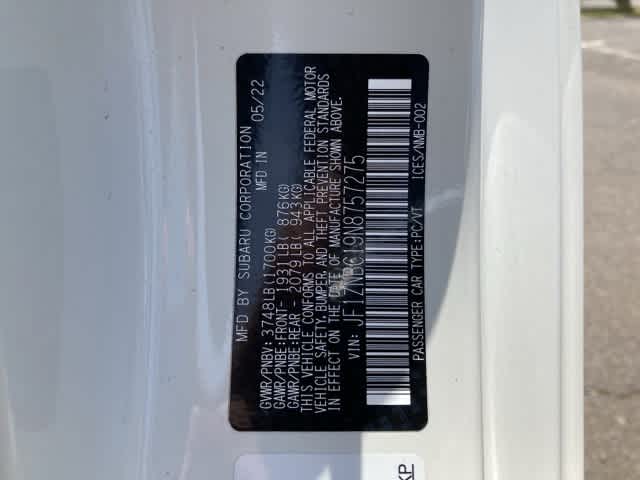 MFD BY SUBARU CORPORATION 05/22
MFD IN
GVWR/PNBV: 3748LB(1700KG)
GAWR/PNBE:FRONT- 1931LB( 876KG)
GAWR/PNBE:REAR - 2079LB( 943KG)
THIS VEHICLE CONFORMS TO ALL APPLICABLE FEDERAL MOTOR
VEHICLE SAFETY, BUMPER, AND THEFT PREVENTION STANDARDS
IN EFFECT ON THE DATE OF MANUFACTURE SHOWN ABOVE.
VIN: JF1ZNBC19N8757275
PASSENGER CAR TYPE:PC/VT ICES/NMB-002